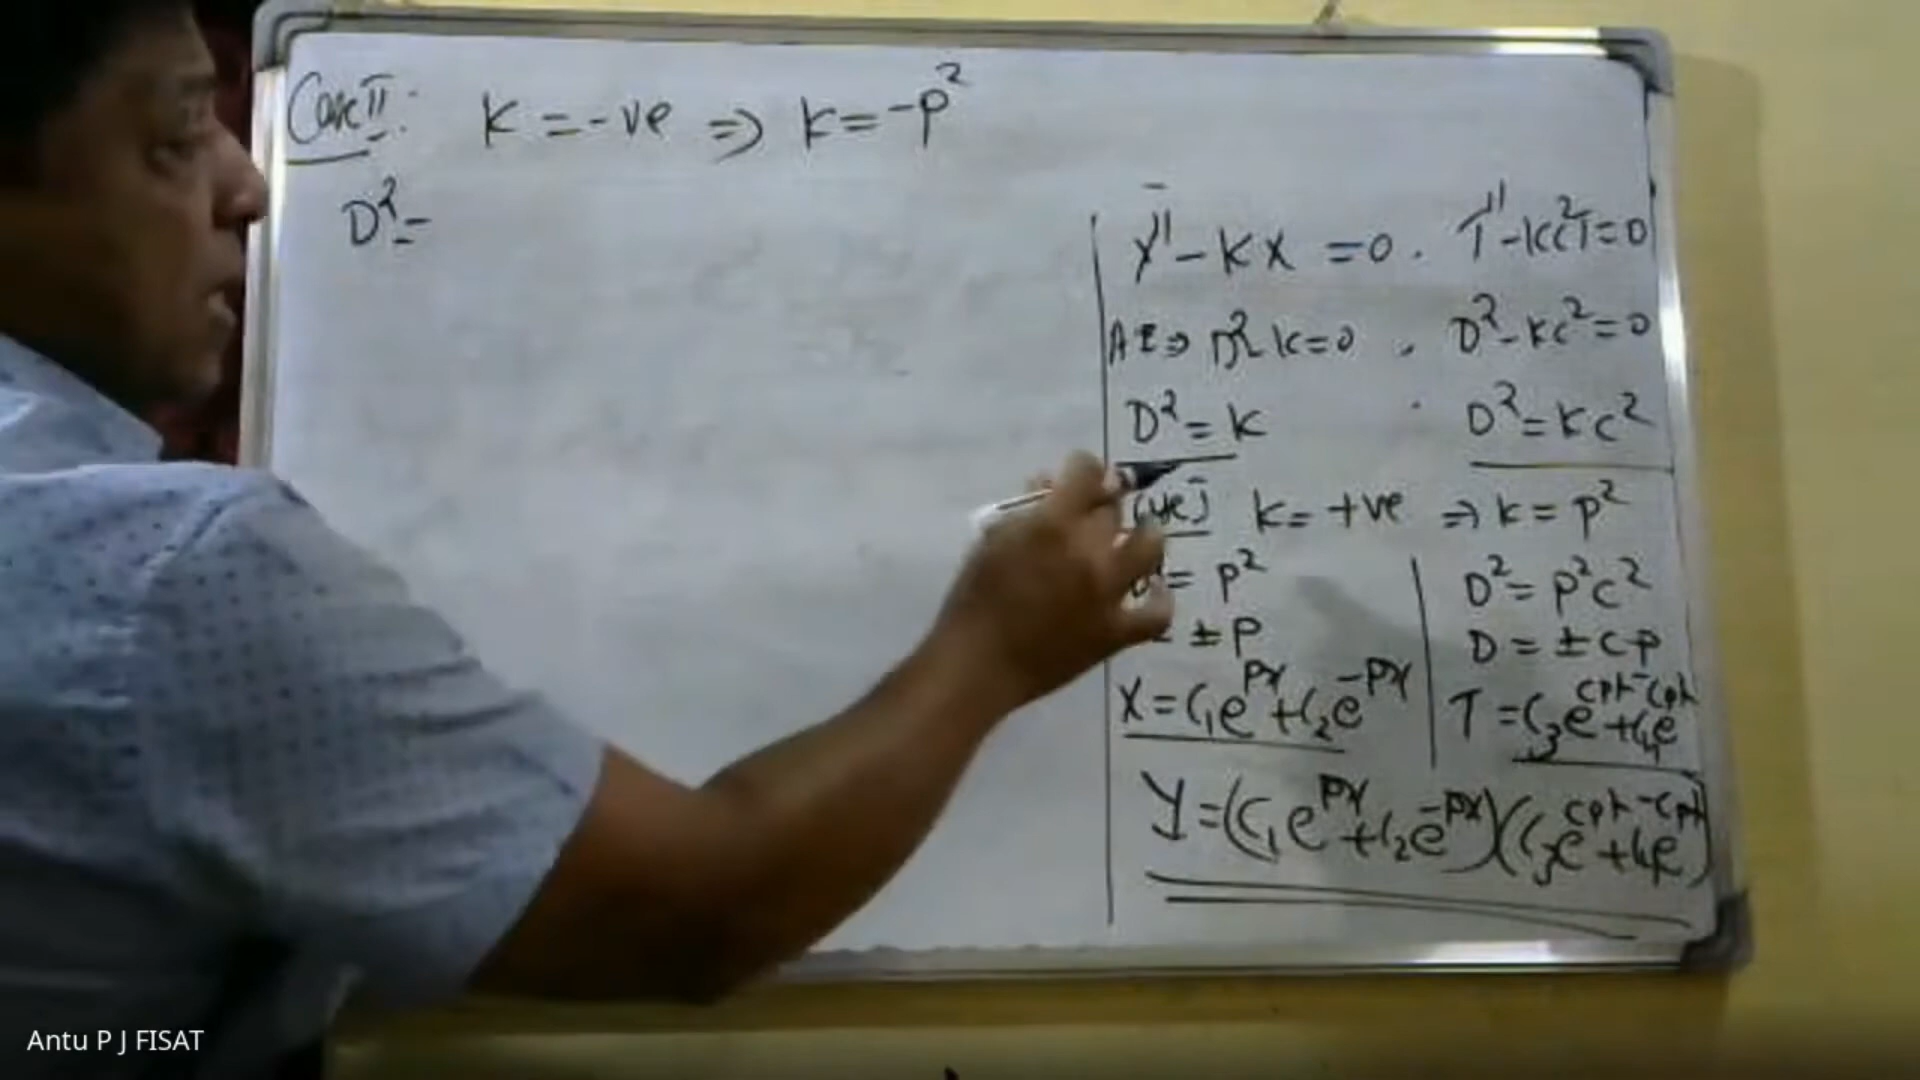 Case II: K = -ve ⇒ K = -p²
D² =
X'' - KX = 0. T'' - Kc²T = 0
AE ⇒ D² - K = 0, D² - Kc² = 0
D² = K D² = Kc²
K = +ve ⇒ K = p²
= p² D² = p²c²
± p D = ± cp
X = C₁e^{px} + C₂e^{-px} T = C₃e^{cpt} + C₄e^{-cpt}
Y = (C₁e^{px} + C₂e^{-px})(C₃e^{cpt} + C₄e^{-cpt})
Antu P J FISAT